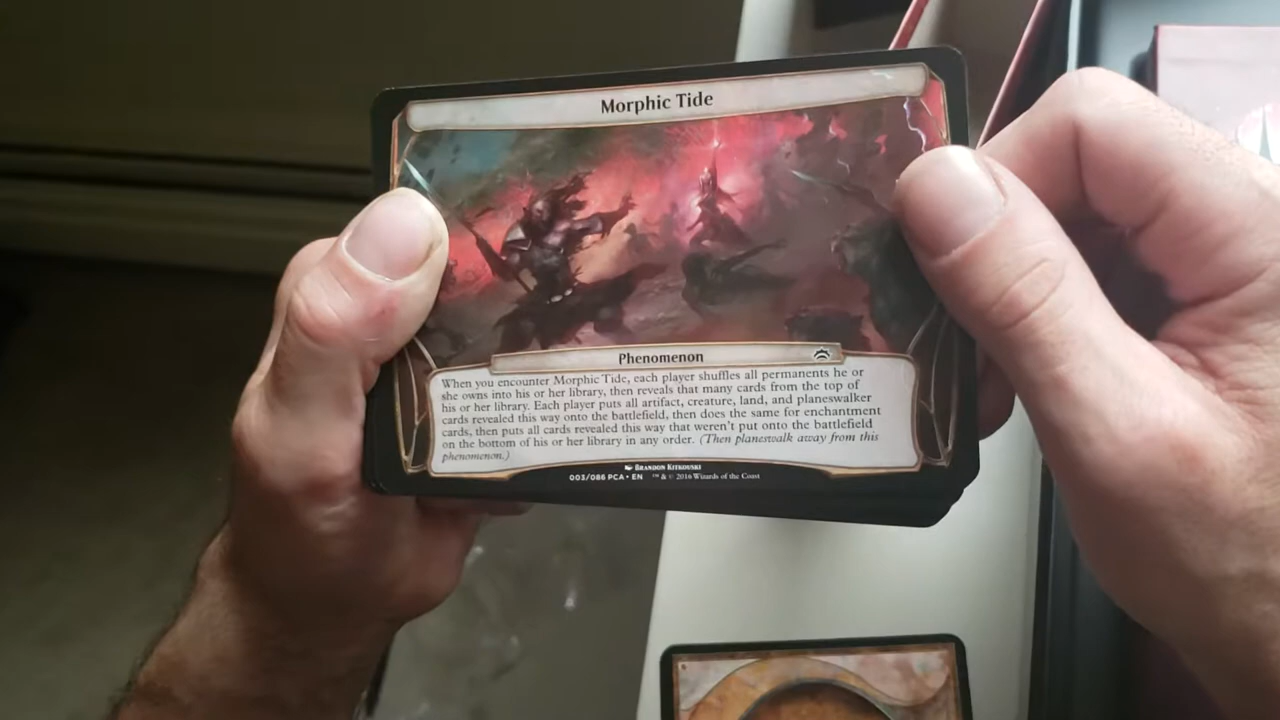 Morphic Tide
Phenomenon
When you encounter Morphic Tide, each player shuffles all permanents he or
she owns into his or her library, then reveals that many cards from the top of
his or her library. Each player puts all artifact, creature, land, and planeswalker
cards revealed this way onto the battlefield, then does the same for enchantment
cards, then puts all cards revealed this way that weren't put onto the battlefield
on the bottom of his or her library in any order. (Then planeswalk away from this
phenomenon.)
Brandon Kitkouski
003/086 PCA • EN ™ & © 2016 Wizards of the Coast